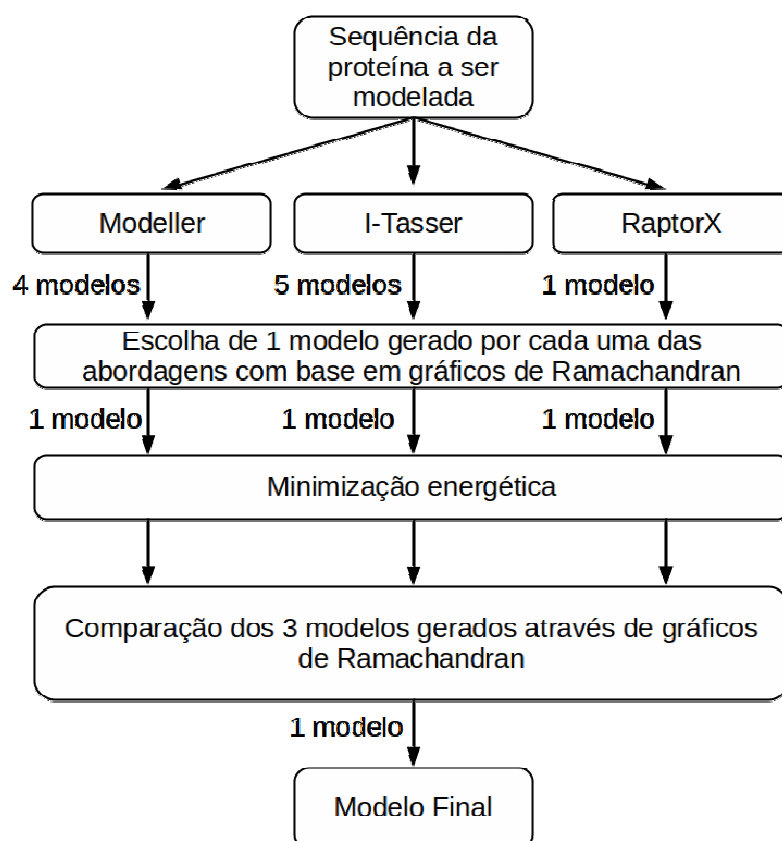 Sequência da
proteína a ser
modelada
Modeller
I-Tasser
RaptorX
4 modelos
5 modelos
1 modelo
Escolha de 1 modelo gerado por cada uma das
abordagens com base em gráficos de Ramachandran
1 modelo
1 modelo
1 modelo
Minimização energética
Comparação dos 3 modelos gerados através de gráficos
de Ramachandran
1 modelo
Modelo Final